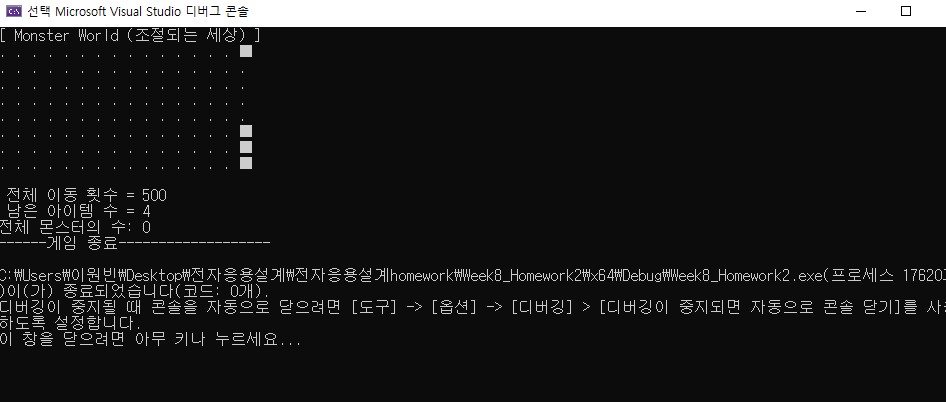 선택 Microsoft Visual Studio 디버그 콘솔
[ Monster World (조절되는 세상) ]
. . . . . . . . . . . . . . . ■
. . . . . . . . . . . . . . . .
. . . . . . . . . . . . . . . .
. . . . . . . . . . . . . . . .
. . . . . . . . . . . . . . . .
. . . . . . . . . . . . . . . ■
. . . . . . . . . . . . . . . ■
. . . . . . . . . . . . . . . ■
전체 이동 횟수 = 500
남은 아이템 수 = 4
전체 몬스터의 수: 0
------게임 종료-------------------
C:\Users\이원빈\Desktop\전자응용설계\전자응용설계homework\Week8_Homework2\x64\Debug\Week8_Homework2.exe(프로세스 17620개
)이(가) 종료되었습니다(코드: 0개).
디버깅이 중지될 때 콘솔을 자동으로 닫으려면 [도구] -> [옵션] -> [디버깅] > [디버깅이 중지되면 자동으로 콘솔 닫기]를 사용
하도록 설정합니다.
이 창을 닫으려면 아무 키나 누르세요...